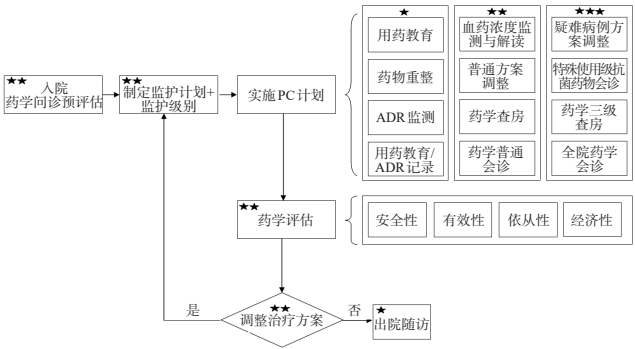 ★★
入院
药学问诊预评估
★★
制定监护计划+
监护级别
实施PC计划
★
用药教育
药物重整
ADR监测
用药教育/
ADR记录
★★
血药浓度监
测与解读
普通方案
调整
药学查房
药学普通
会诊
★★★
疑难病例方
案调整
特殊使用级抗
菌药物会诊
药学三级
查房
全院药学
会诊
★★
药学评估
安全性
有效性
依从性
经济性
是
★★
调整治疗方案
否
★
出院随访